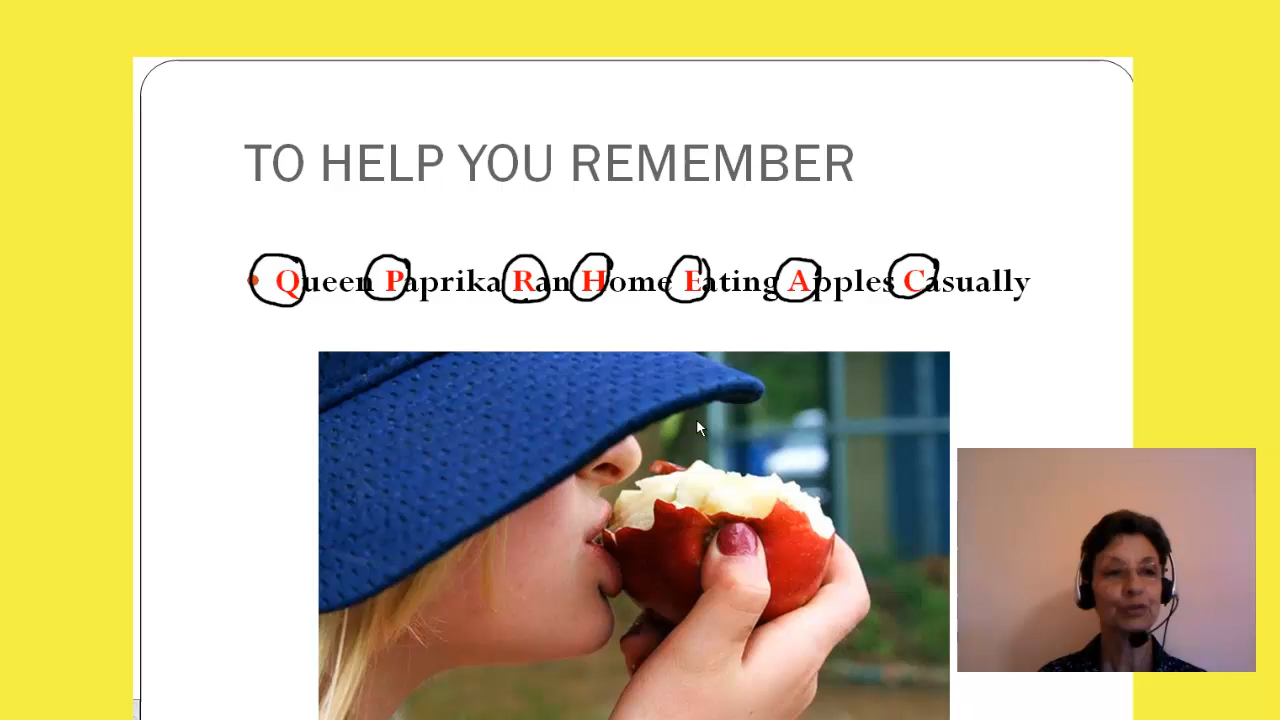 TO HELP YOU REMEMBER
• Queen Paprika Ran Home Eating Apples Casually